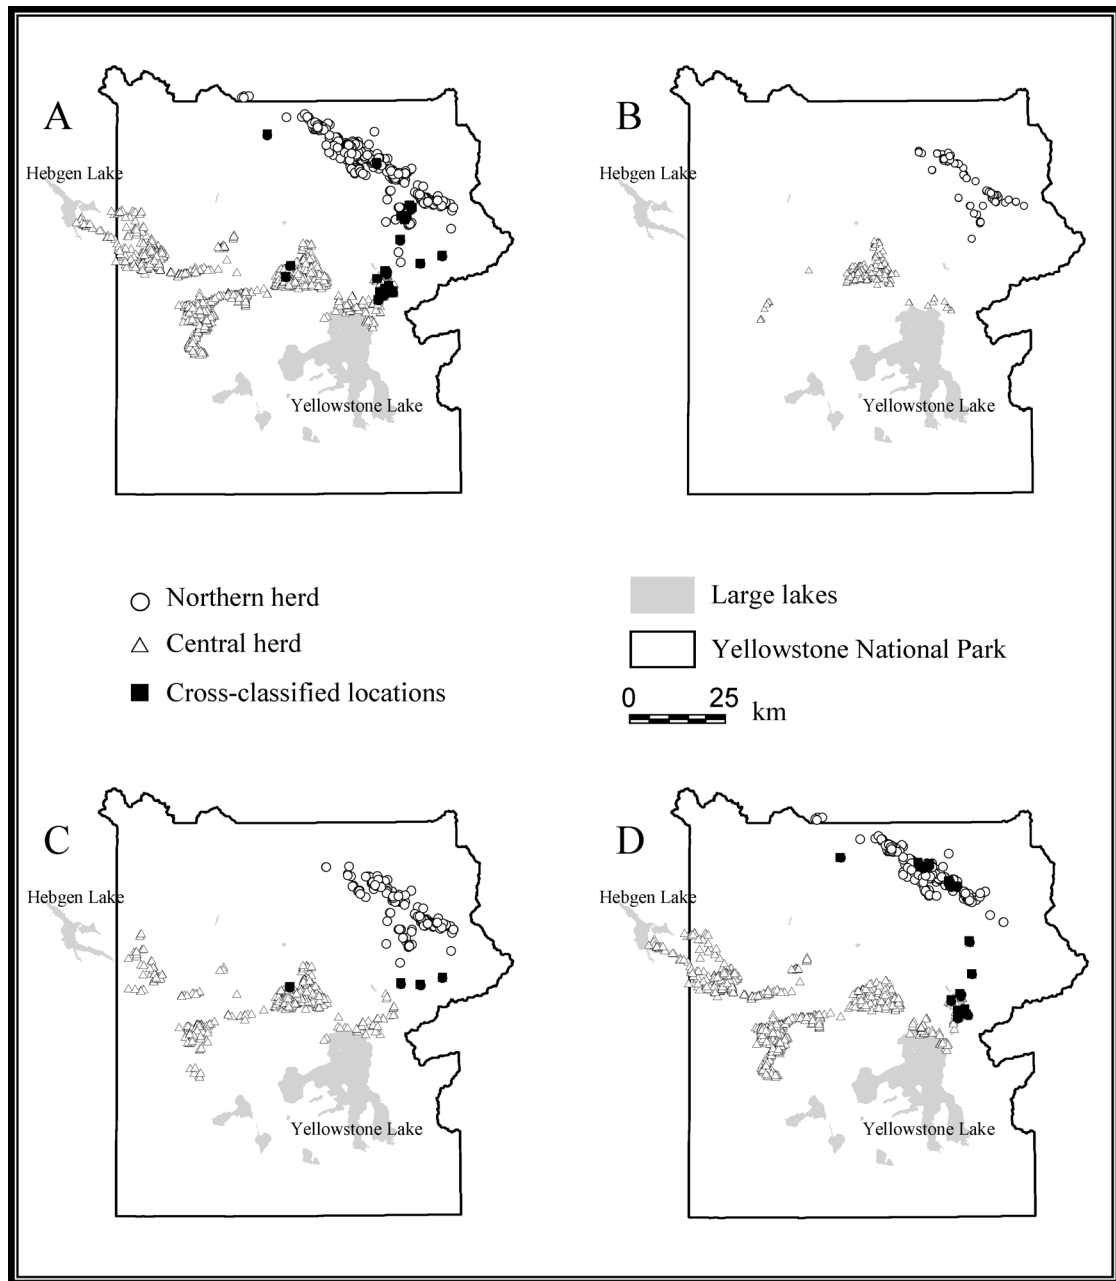 A
B
Hebgen Lake
Hebgen Lake
Yellowstone Lake
Yellowstone Lake
Northern herd
Central herd
Cross-classified locations
Large lakes
Yellowstone National Park
0 25
km
C
D
Hebgen Lake
Hebgen Lake
Yellowstone Lake
Yellowstone Lake